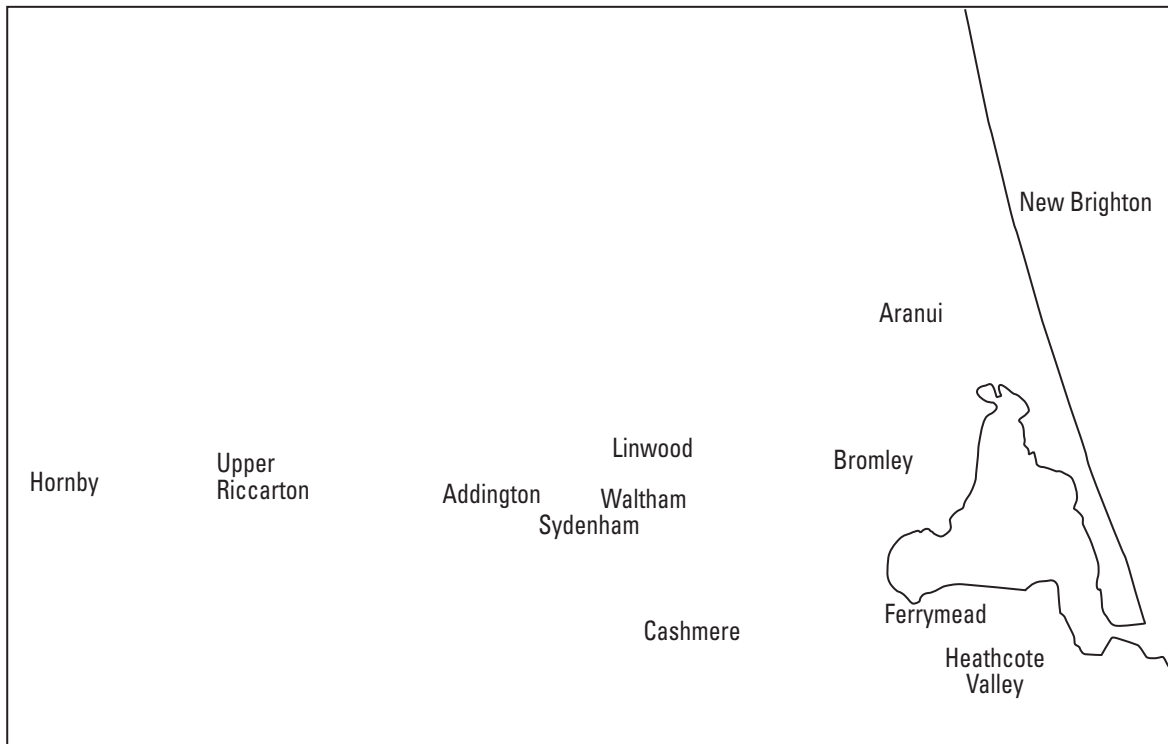 New Brighton
Aranui
Linwood
Bromley
Upper
Riccarton
Hornby
Addington
Waltham
Sydenham
Ferrymead
Cashmere
Heathcote
Valley